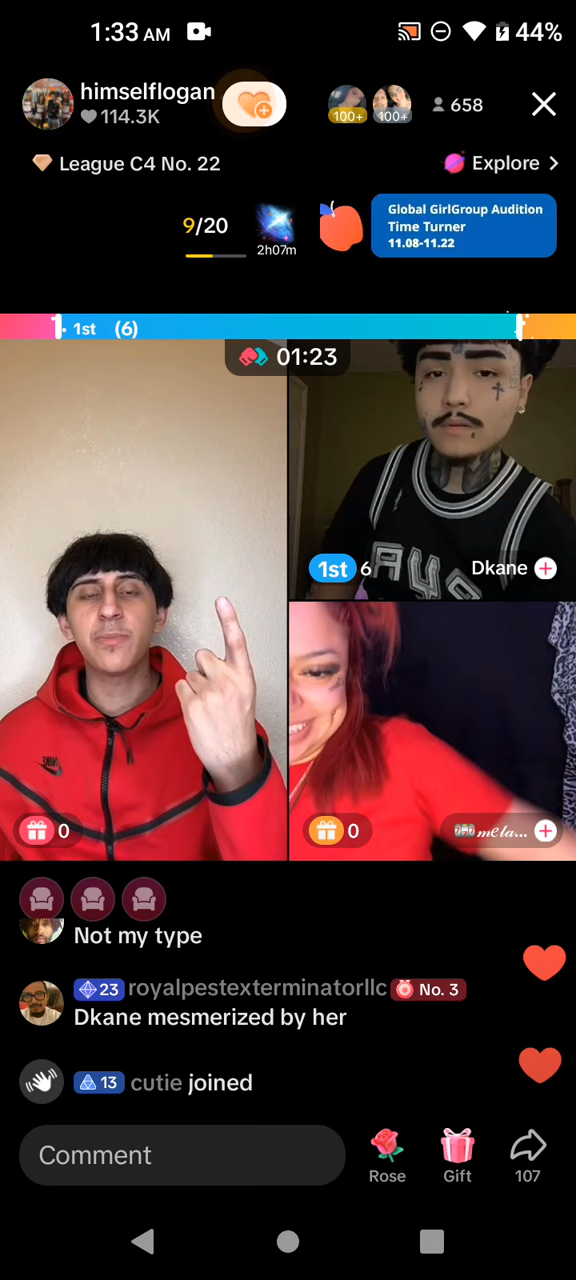 1:33 AM
44%
himselflogan
114.3K
100+
100+
658
League C4 No. 22
Explore
9/20
2h07m
Global GirlGroup Audition
Time Turner
11.08-11.22
1st (6)
01:23
1st 6
Dkane
0
0
Not my type
23 royalpestexterminatorllc No. 3
Dkane mesmerized by her
13 cutie joined
Comment
Rose
Gift
107